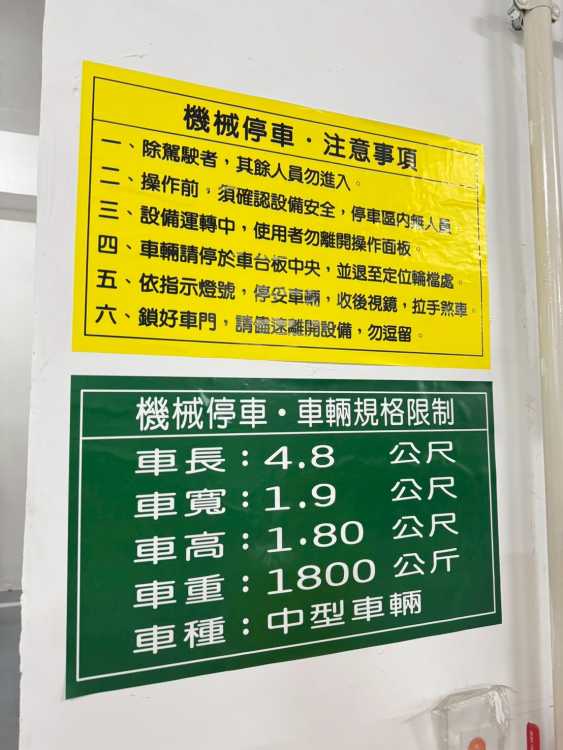 機械停車・注意事項
一、除駕駛者，其餘人員勿進入。
二、操作前，須確認設備安全，停車區內無人員
三、設備運轉中，使用者勿離開操作面板。
四、車輛請停於車台板中央，並退至定位輪檔處。
五、依指示燈號，停妥車輛，收後視鏡，拉手煞車。
六、鎖好車門，請儘速離開設備，勿逗留。
機械停車・車輛規格限制
車長：4.8 公尺
車寬：1.9 公尺
車高：1.80 公尺
車重：1800 公斤
車種：中型車輛